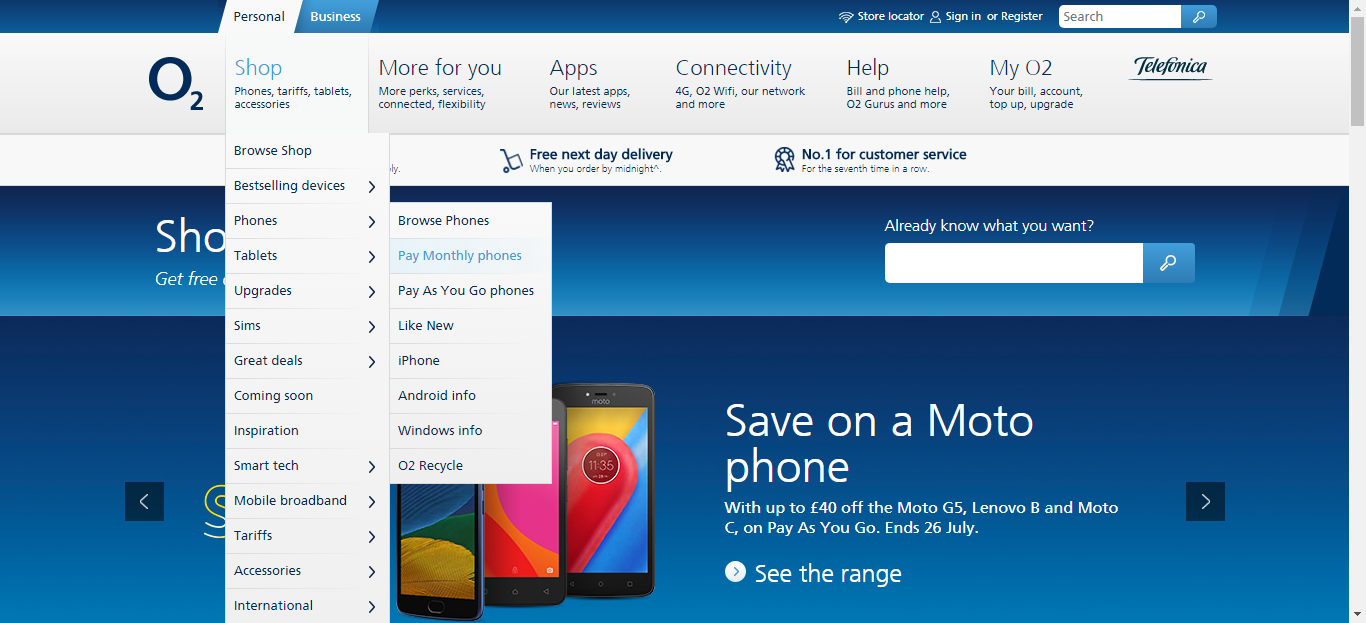 Personal
Business
Store locator
Sign in or Register
Search
O2
Shop
Phones, tariffs, tablets,
accessories
More for you
More perks, services,
connected, flexibility
Apps
Our latest apps,
news, reviews
Connectivity
4G, O2 Wifi, our network
and more
Help
Bill and phone help,
O2 Gurus and more
My O2
Your bill, account,
top up, upgrade
Telefónica
Free next day delivery
When you order by midnight^.
No.1 for customer service
For the seventh time in a row.
Browse Shop
Bestselling devices
Phones
Tablets
Upgrades
Sims
Great deals
Coming soon
Inspiration
Smart tech
Mobile broadband
Tariffs
Accessories
International
Browse Phones
Pay Monthly phones
Pay As You Go phones
Like New
iPhone
Android info
Windows info
O2 Recycle
Sho
Get free
Already know what you want?
moto
11:35
Save on a Moto
phone
With up to £40 off the Moto G5, Lenovo B and Moto
C, on Pay As You Go. Ends 26 July.
See the range